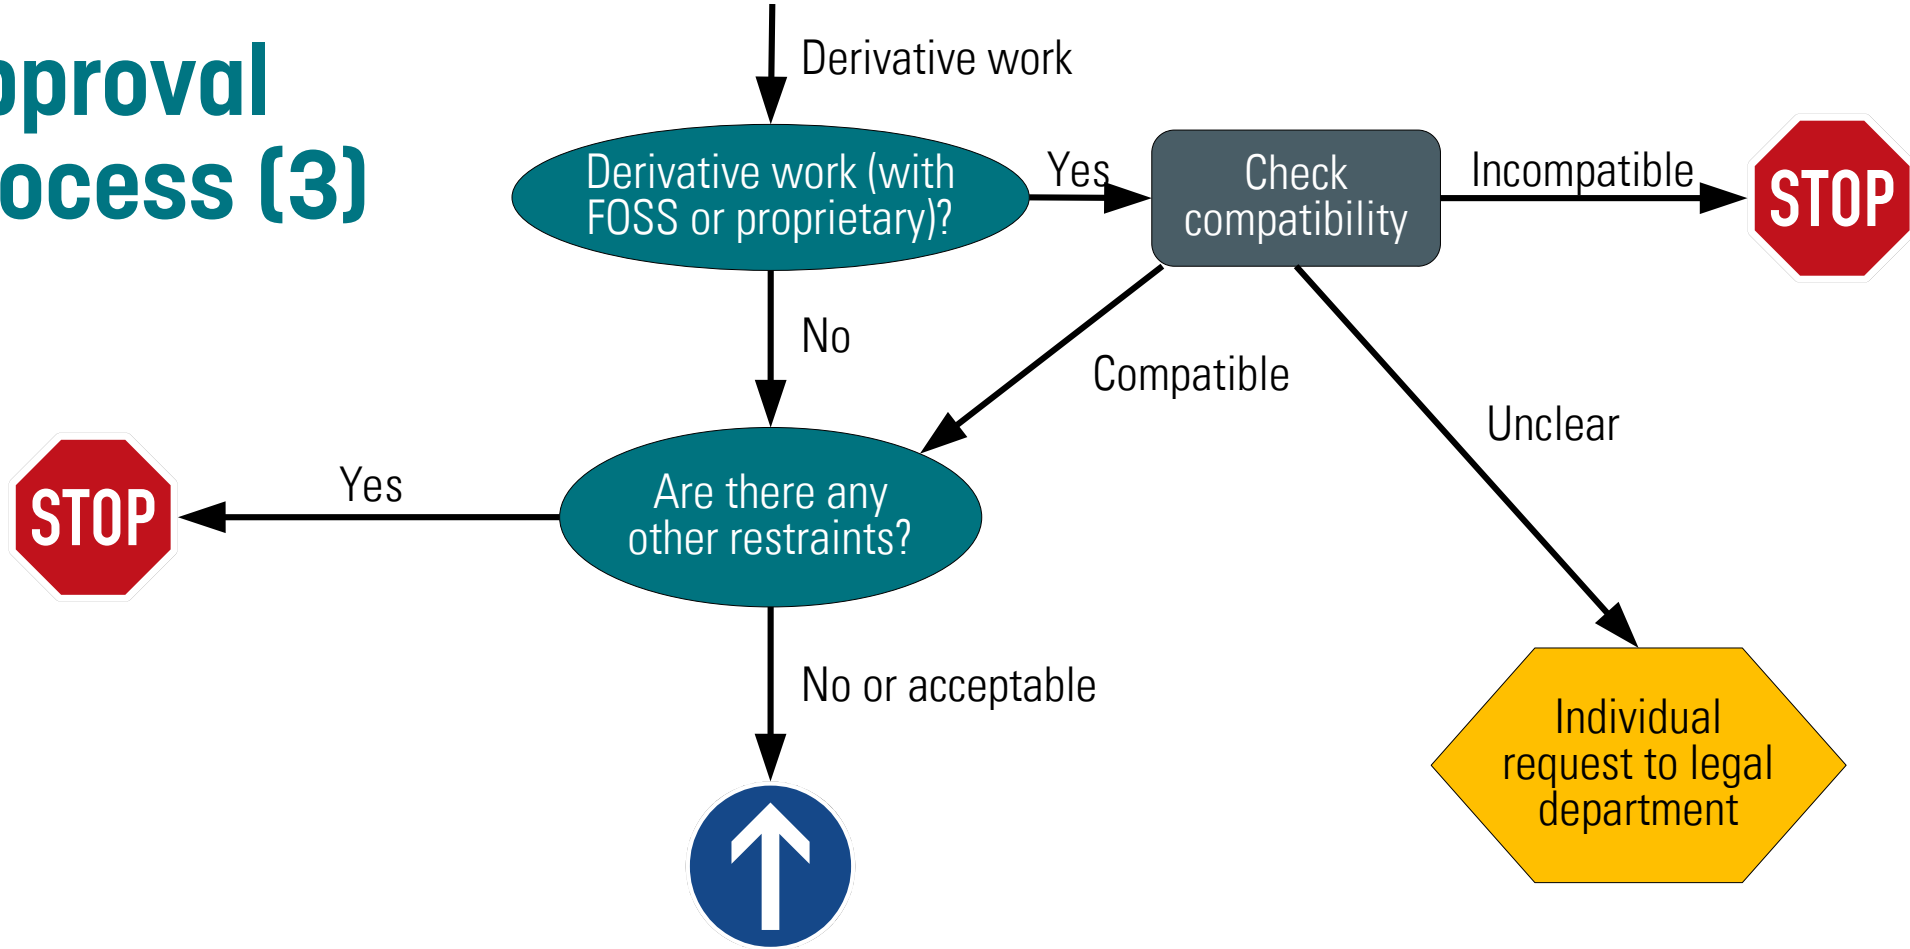 pproval
ocess (3)
Derivative work
Derivative work (with
FOSS or proprietary)?
Yes
Check
compatibility
Incompatible
STOP
No
Compatible
Unclear
STOP
Yes
Are there any
other restraints?
No or acceptable
Individual
request to legal
department